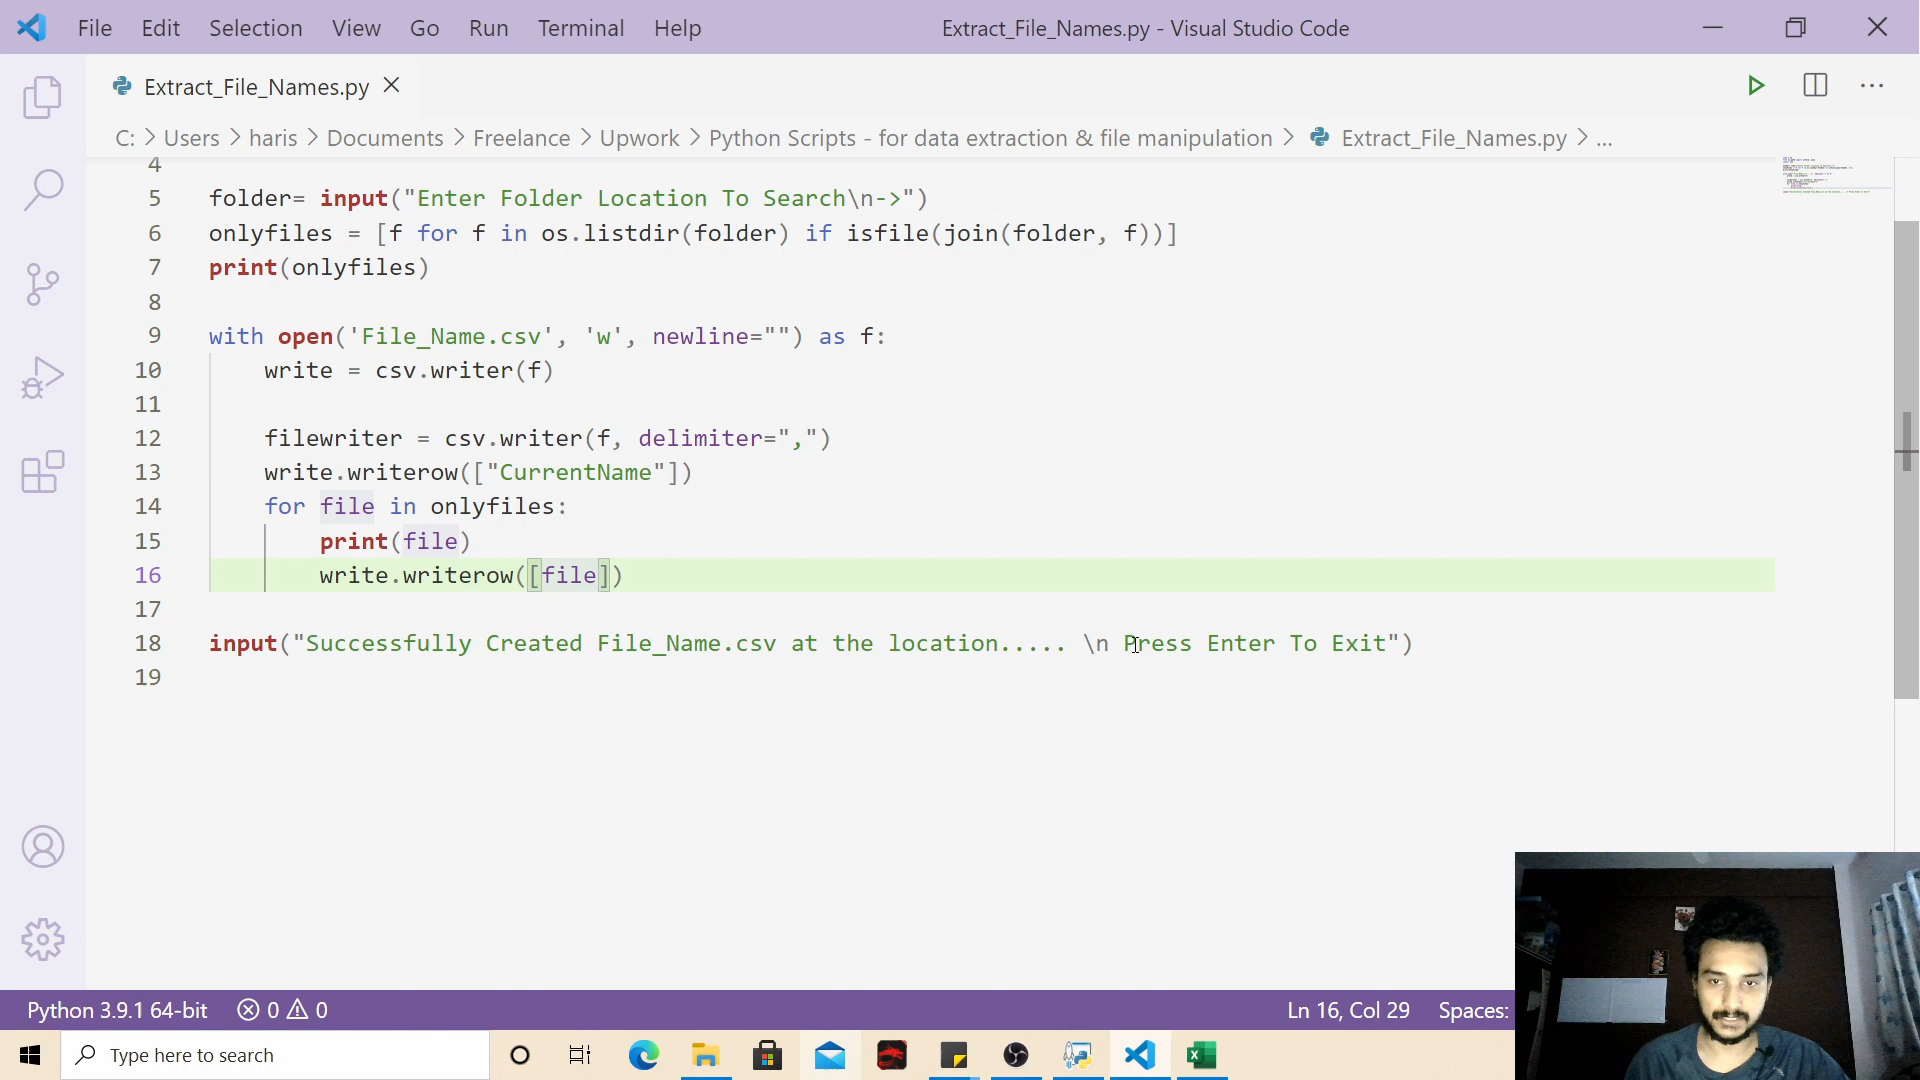 File Edit Selection View Go Run Terminal Help Extract_File_Names.py - Visual Studio Code
Extract_File_Names.py
C: > Users > haris > Documents > Freelance > Upwork > Python Scripts - for data extraction & file manipulation > Extract_File_Names.py > ...
4
5 folder= input("Enter Folder Location To Search\n->")
6 onlyfiles = [f for f in os.listdir(folder) if isfile(join(folder, f))]
7 print(onlyfiles)
8
9 with open('File_Name.csv', 'w', newline="") as f:
10 write = csv.writer(f)
11
12 filewriter = csv.writer(f, delimiter=",")
13 write.writerow(["CurrentName"])
14 for file in onlyfiles:
15 print(file)
16 write.writerow([file])
17
18 input("Successfully Created File_Name.csv at the location..... \n Press Enter To Exit")
19
Python 3.9.1 64-bit 0 0 Ln 16, Col 29 Spaces:
Type here to search